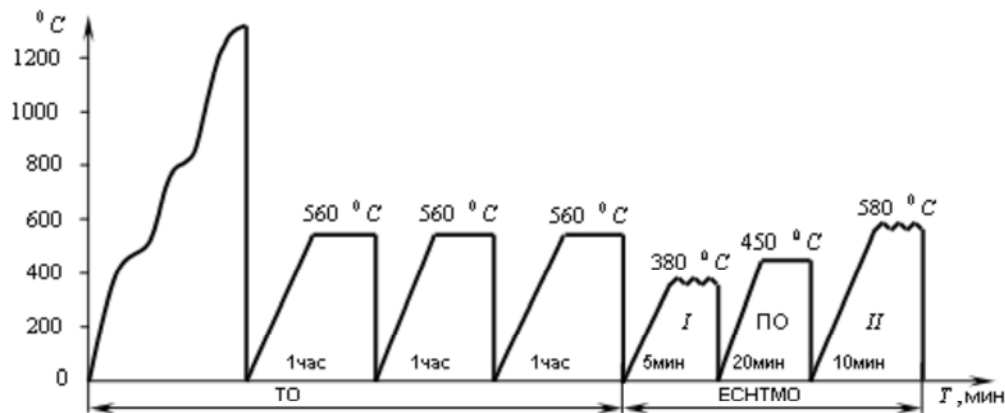 ⁰C
1200
1000
800
600
400
200
0
560 ⁰C
560 ⁰C
560 ⁰C
380 ⁰C
450 ⁰C
580 ⁰C
I
ПО
II
1час
1час
1час
5мин
20мин
10мин
ТО
ЕСНТМО
T, мин